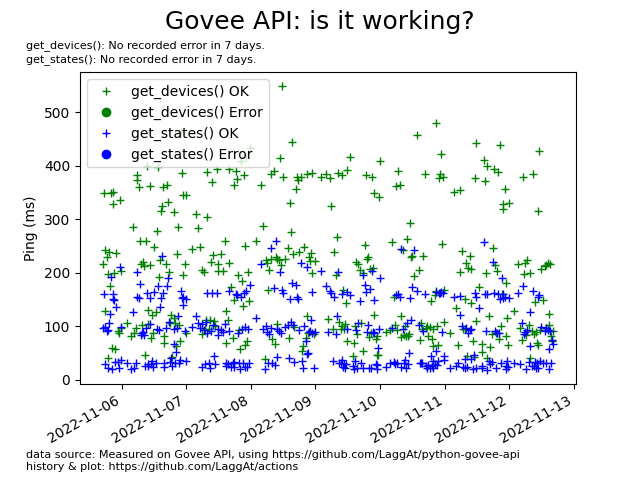 Govee API: is it working?
get_devices(): No recorded error in 7 days.
get_states(): No recorded error in 7 days.
get_devices() OK
get_devices() Error
get_states() OK
get_states() Error
Ping (ms)
500
400
300
200
100
0
2022-11-06
2022-11-07
2022-11-08
2022-11-09
2022-11-10
2022-11-11
2022-11-12
2022-11-13
data source: Measured on Govee API, using https://github.com/LaggAt/python-govee-api
history & plot: https://github.com/LaggAt/actions